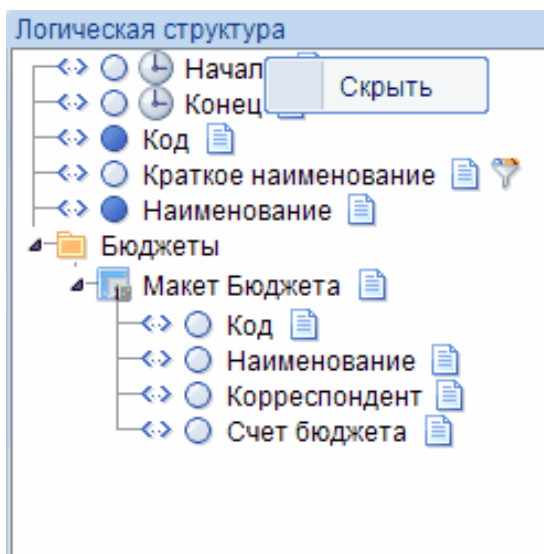 Логическая структура
Начал
Скрыть
Конец
Код
Краткое наименование
Наименование
Бюджеты
Макет Бюджета
Код
Наименование
Корреспондент
Счет бюджета